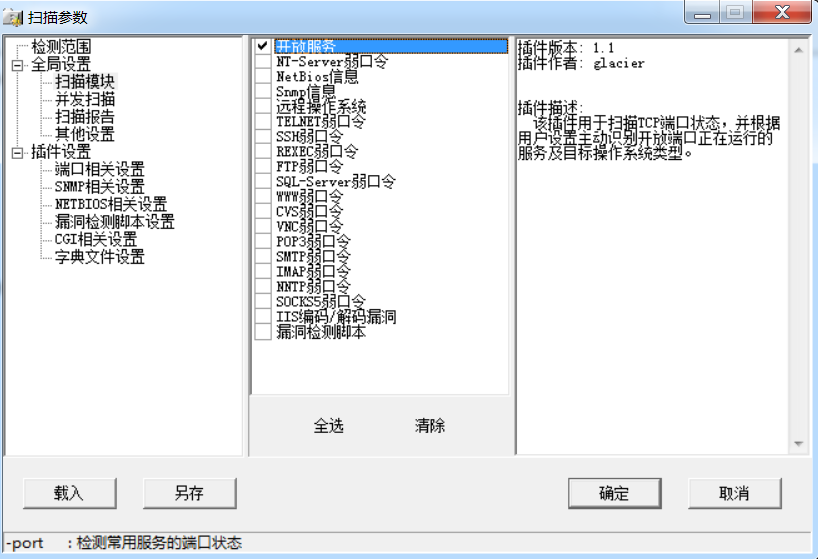 扫描参数
检测范围
全局设置
扫描模块
并发扫描
扫描报告
其他设置
插件设置
端口相关设置
SNMP相关设置
NETBIOS相关设置
漏洞检测脚本设置
CGI相关设置
字典文件设置
开放服务
NT-Server弱口令
NetBios信息
Snmp信息
远程操作系统
TELNET弱口令
SSH弱口令
REXEC弱口令
FTP弱口令
SQL-Server弱口令
WWW弱口令
CVS弱口令
VNC弱口令
POP3弱口令
SMTP弱口令
IMAP弱口令
NNTP弱口令
SOCKS5弱口令
IIS编码/解码漏洞
漏洞检测脚本
全选 清除
插件版本: 1.1
插件作者: glacier
插件描述:
该插件用于扫描TCP端口状态，并根据
用户设置主动识别开放端口正在运行的
服务及目标操作系统类型。
载入 另存 确定 取消
-port :检测常用服务的端口状态